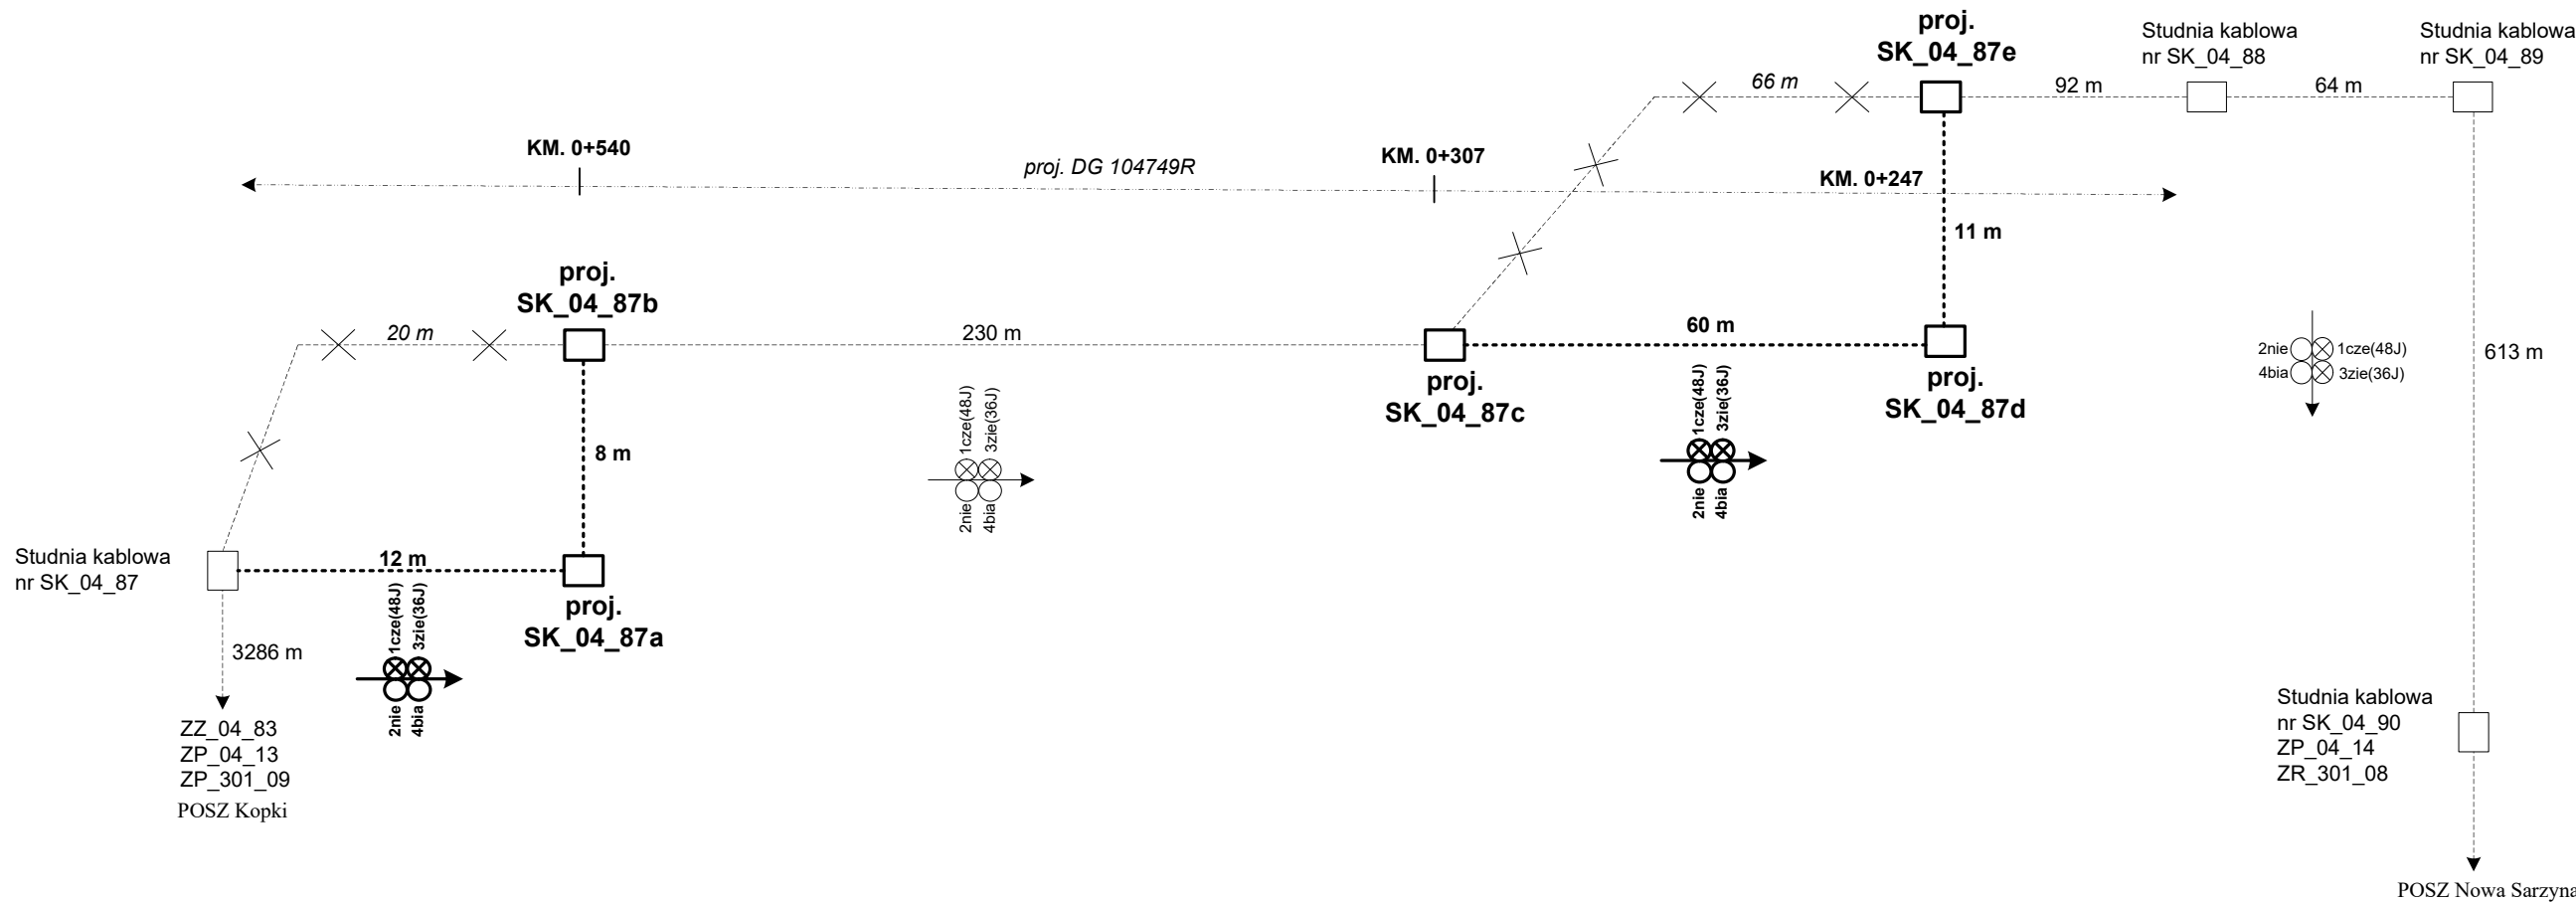 proj.
SK_04_87e
Studnia kablowa
nr SK_04_88
Studnia kablowa
nr SK_04_89
66 m
92 m
64 m
KM. 0+540
KM. 0+307
proj. DG 104749R
KM. 0+247
11 m
proj.
SK_04_87b
20 m
230 m
60 m
2nie
1cze(48J)
4bia
3zie(36J)
613 m
proj.
SK_04_87c
proj.
SK_04_87d
1cze(48J)
3zie(36J)
2nie
4bia
1cze(48J)
3zie(36J)
2nie
4bia
8 m
Studnia kablowa
nr SK_04_87
12 m
proj.
SK_04_87a
1cze(48J)
3zie(36J)
2nie
4bia
3286 m
ZZ_04_83
ZP_04_13
ZP_301_09
POSZ Kopki
Studnia kablowa
nr SK_04_90
ZP_04_14
ZR_301_08
POSZ Nowa Sarzyna